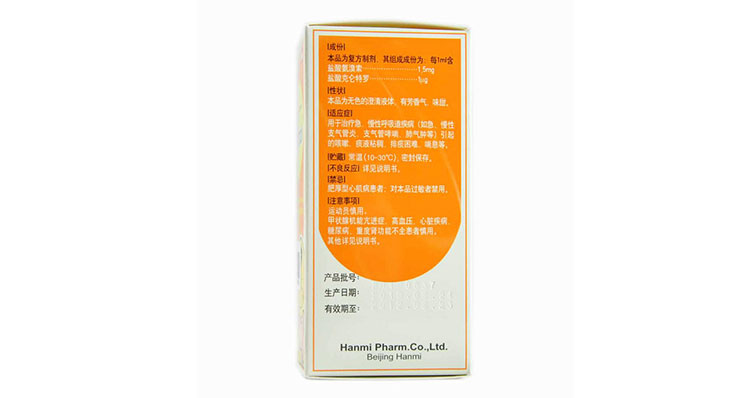 [成份]
本品为复方制剂，其组成成份为：每1ml含
盐酸氨溴索……………………1.5mg
盐酸克仑特罗…………………1μg
[性状]
本品为无色的澄清液体，有芳香气，味甜。
[适应症]
用于治疗急、慢性呼吸道疾病（如急、慢性
支气管炎、支气管哮喘、肺气肿等）引起
的咳嗽、痰液粘稠、排痰困难、喘息等。
[贮藏] 常温（10-30℃），密封保存。
[不良反应] 详见说明书。
[禁忌]
肥厚型心肌病患者；对本品过敏者禁用。
[注意事项]
运动员慎用。
甲状腺机能亢进症、高血压、心脏疾病、
糖尿病、重度肾功能不全患者慎用。
其他详见说明书。
产品批号：
生产日期：
有效期至：
Hanmi Pharm.Co.,Ltd.
Beijing Hanmi